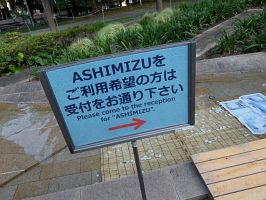 ASHIMIZUを
ご利用希望の方は
受付をお通り下さい
Please come to the reception
for "ASHIMIZU".